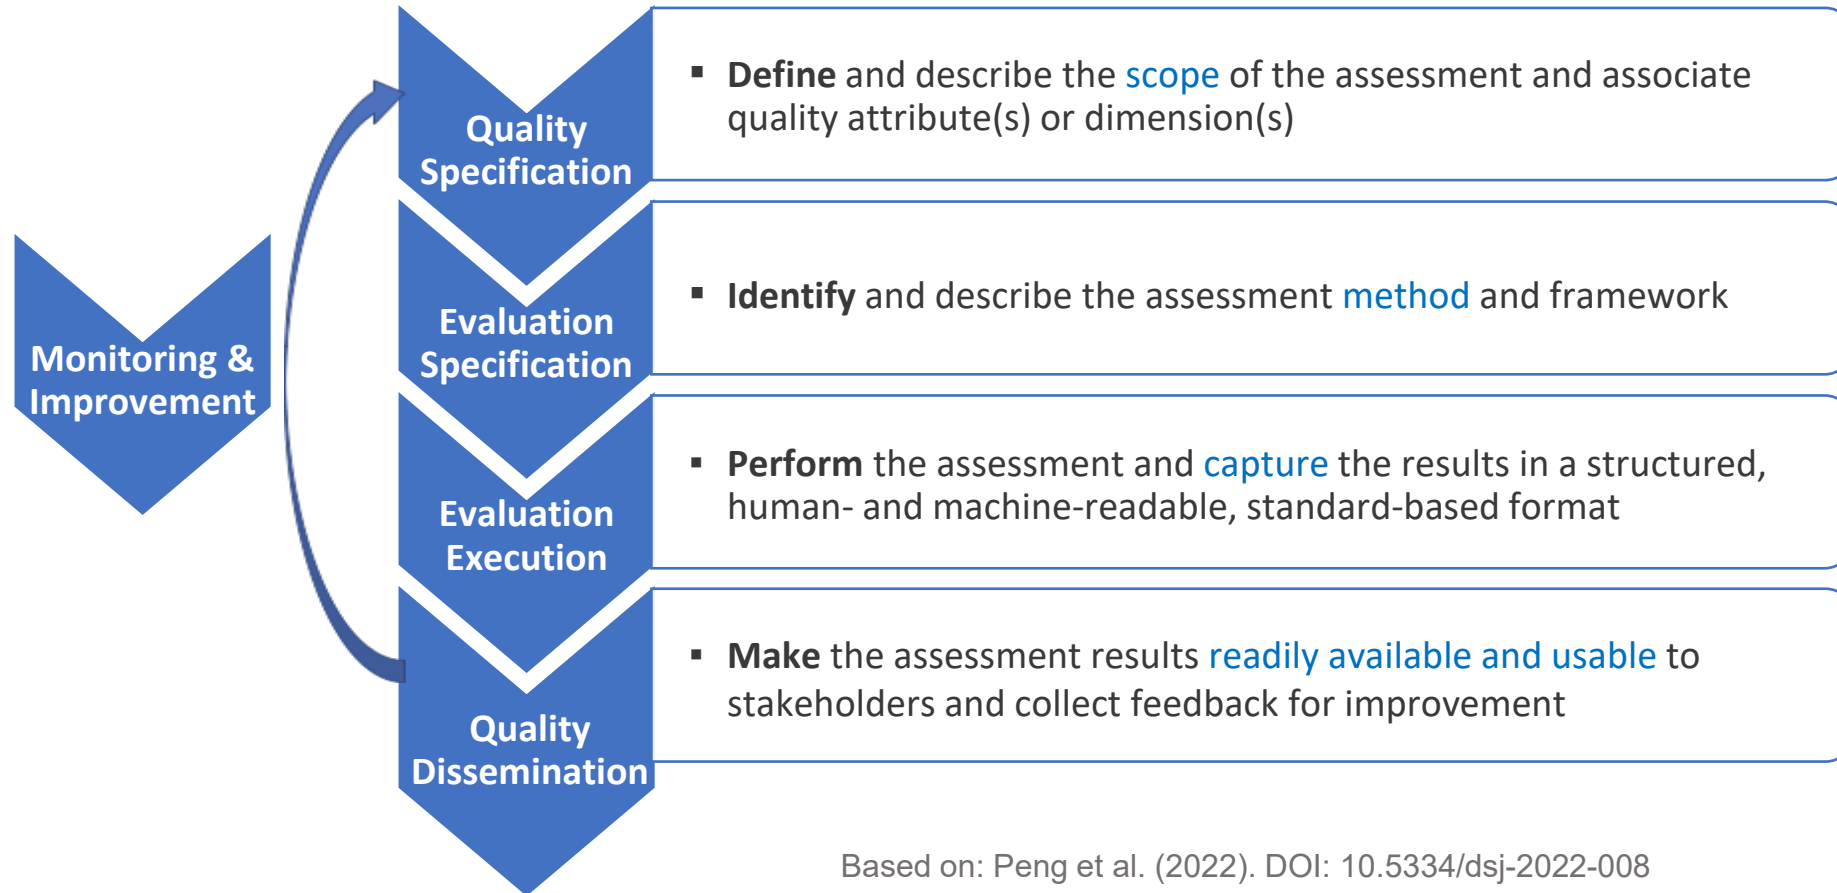 Quality
Specification
▪ Define and describe the scope of the assessment and associate
quality attribute(s) or dimension(s)
Evaluation
Specification
▪ Identify and describe the assessment method and framework
Monitoring &
Improvement
Evaluation
Execution
▪ Perform the assessment and capture the results in a structured,
human- and machine-readable, standard-based format
Quality
Dissemination
▪ Make the assessment results readily available and usable to
stakeholders and collect feedback for improvement
Based on: Peng et al. (2022). DOI: 10.5334/dsj-2022-008